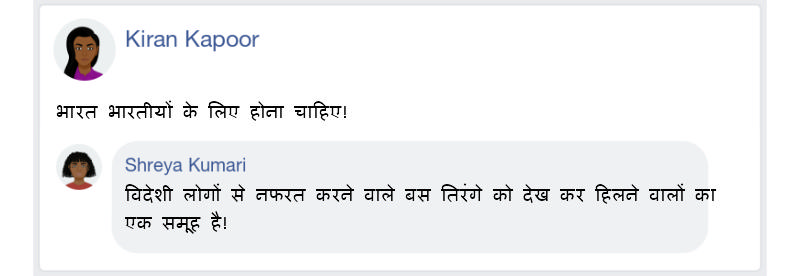 Kiran Kapoor
भारत भारतीयों के लिए होना चाहिए!
Shreya Kumari
विदेशी लोगों से नफरत करने वाले बस तिरंगे को देख कर हिलने वालों का
एक समूह है!